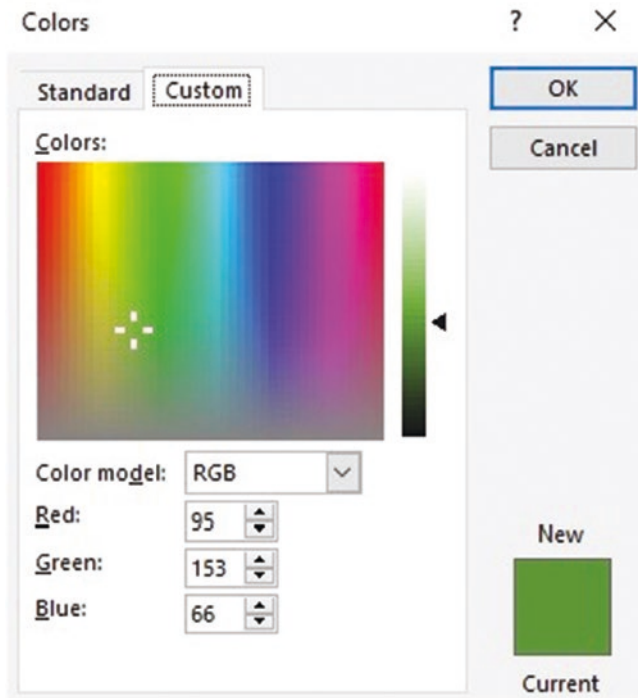 Colors ? ×
Standard Custom OK
Cancel
Colors:
Color model: RGB
Red: 95
Green: 153
Blue: 66
New
Current